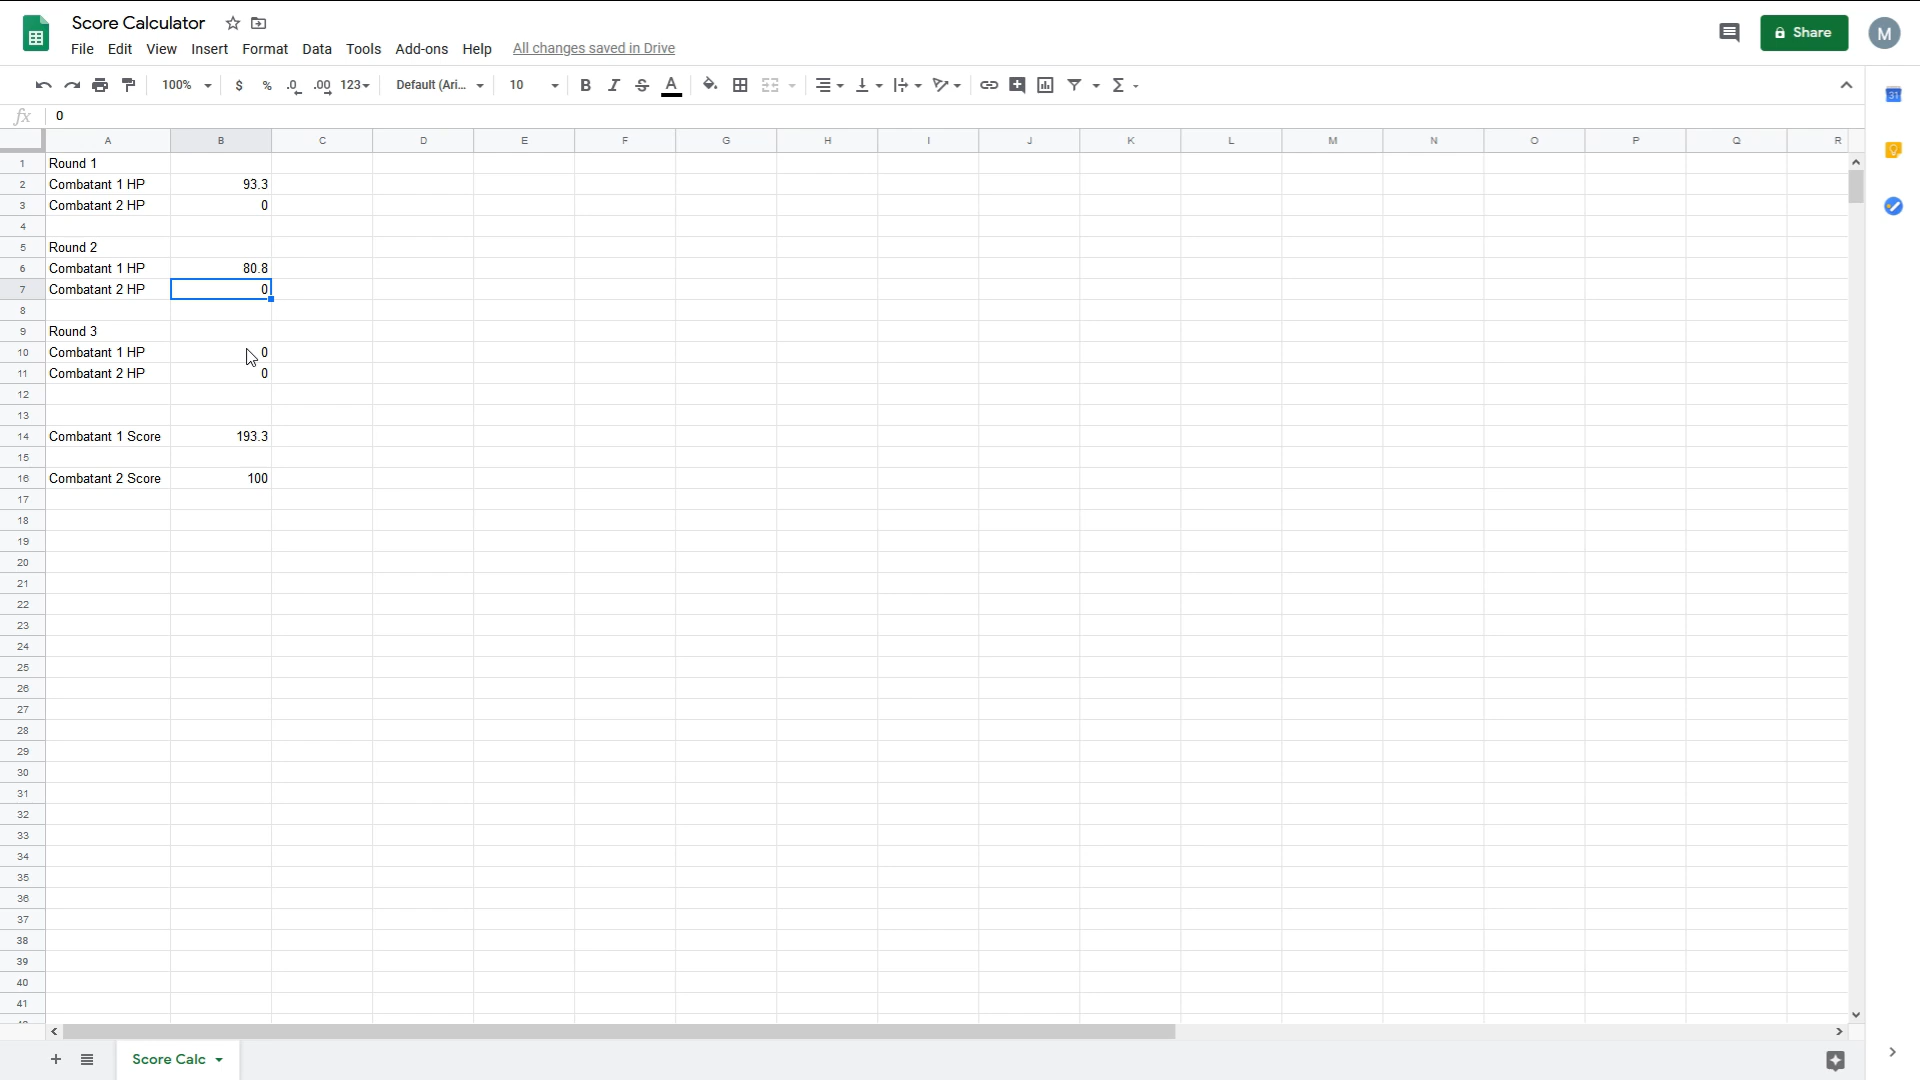 Score Calculator
File Edit View Insert Format Data Tools Add-ons Help All changes saved in Drive
Share
M
100% $ % .0 .00 123 Default (Ari... 10 B I S A Σ
31
fx 0
A B C D E F G H I J K L M N O P Q R
1 Round 1
2 Combatant 1 HP 93.3
3 Combatant 2 HP 0
4
5 Round 2
6 Combatant 1 HP 80.8
7 Combatant 2 HP 0
8
9 Round 3
10 Combatant 1 HP 0
11 Combatant 2 HP 0
12
13
14 Combatant 1 Score 193.3
15
16 Combatant 2 Score 100
17
18
19
20
21
22
23
24
25
26
27
28
29
30
31
32
33
34
35
36
37
38
39
40
41
Score Calc